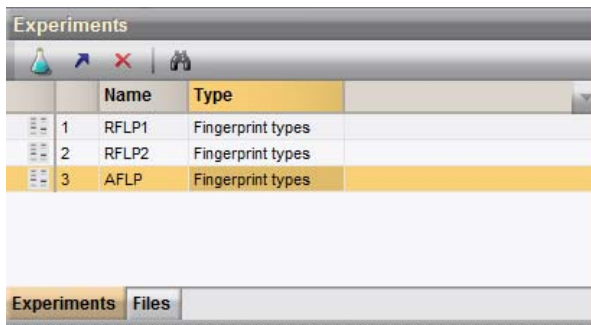 Experiments
Name Type
1 RFLP1 Fingerprint types
2 RFLP2 Fingerprint types
3 AFLP Fingerprint types
Experiments Files